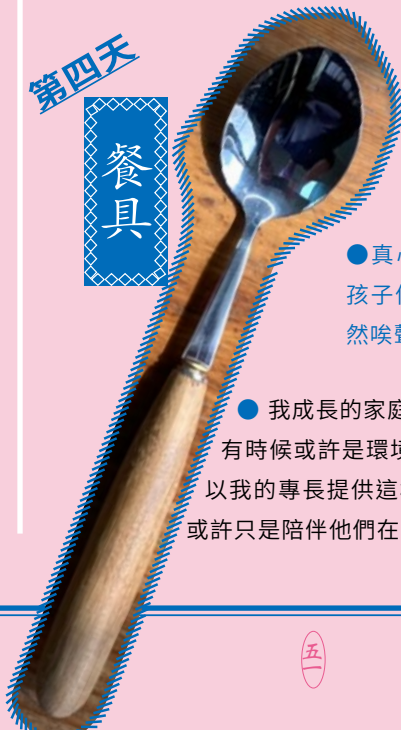 第四天
餐具
●真
孩子
然唉
● 我成長的家庭
有時候或許是環境
以我的專長提供這
或許只是陪伴他們在
五一